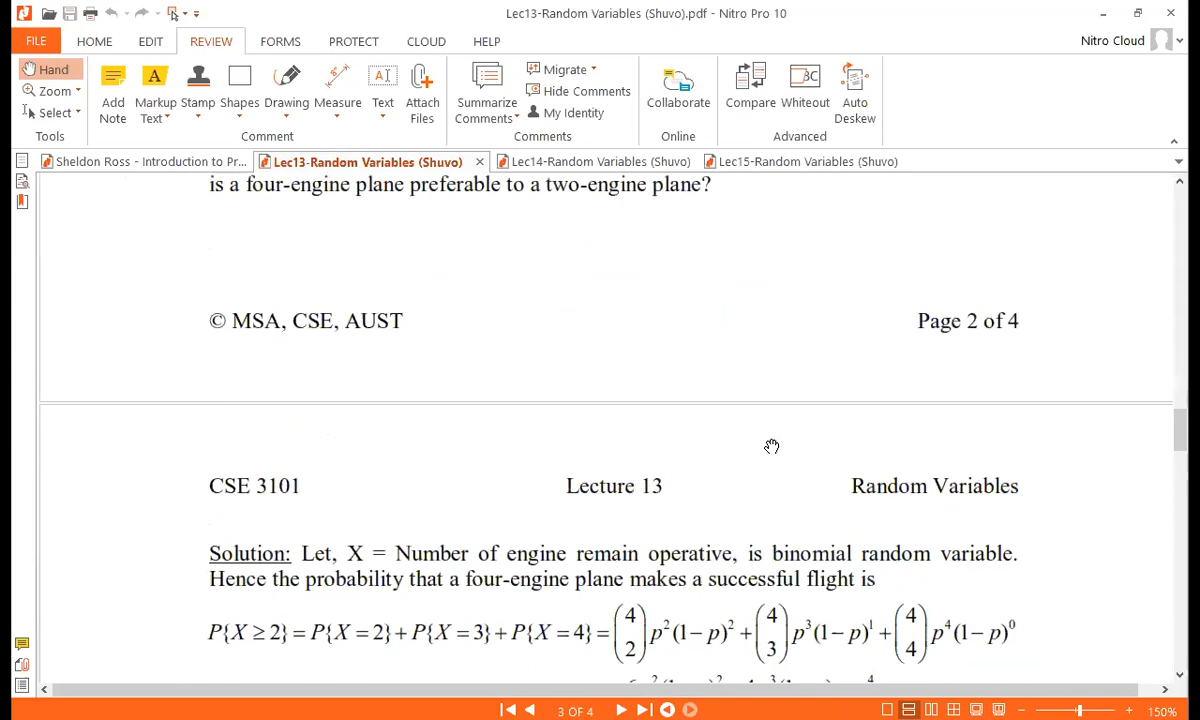 Lec13-Random Variables (Shuvo).pdf - Nitro Pro 10
FILE HOME EDIT REVIEW FORMS PROTECT CLOUD HELP Nitro Cloud
Hand
Zoom
Select
Tools
Add Note
Markup Text
Stamp
Shapes
Drawing
Measure
Text
Attach Files
Comment
Summarize Comments
Migrate
Hide Comments
My Identity
Comments
Collaborate
Online
Compare
Whiteout
Auto Deskew
Advanced
Sheldon Ross - Introduction to Pr... Lec13-Random Variables (Shuvo) Lec14-Random Variables (Shuvo) Lec15-Random Variables (Shuvo)
is a four-engine plane preferable to a two-engine plane?
© MSA, CSE, AUST Page 2 of 4
CSE 3101 Lecture 13 Random Variables
Solution: Let, X = Number of engine remain operative, is binomial random variable.
Hence the probability that a four-engine plane makes a successful flight is
P{X ≥ 2} = P{X = 2} + P{X = 3} + P{X = 4} = (4 2) p²(1−p)² + (4 3) p³(1−p)¹ + (4 4) p⁴(1−p)⁰
3 OF 4 150%